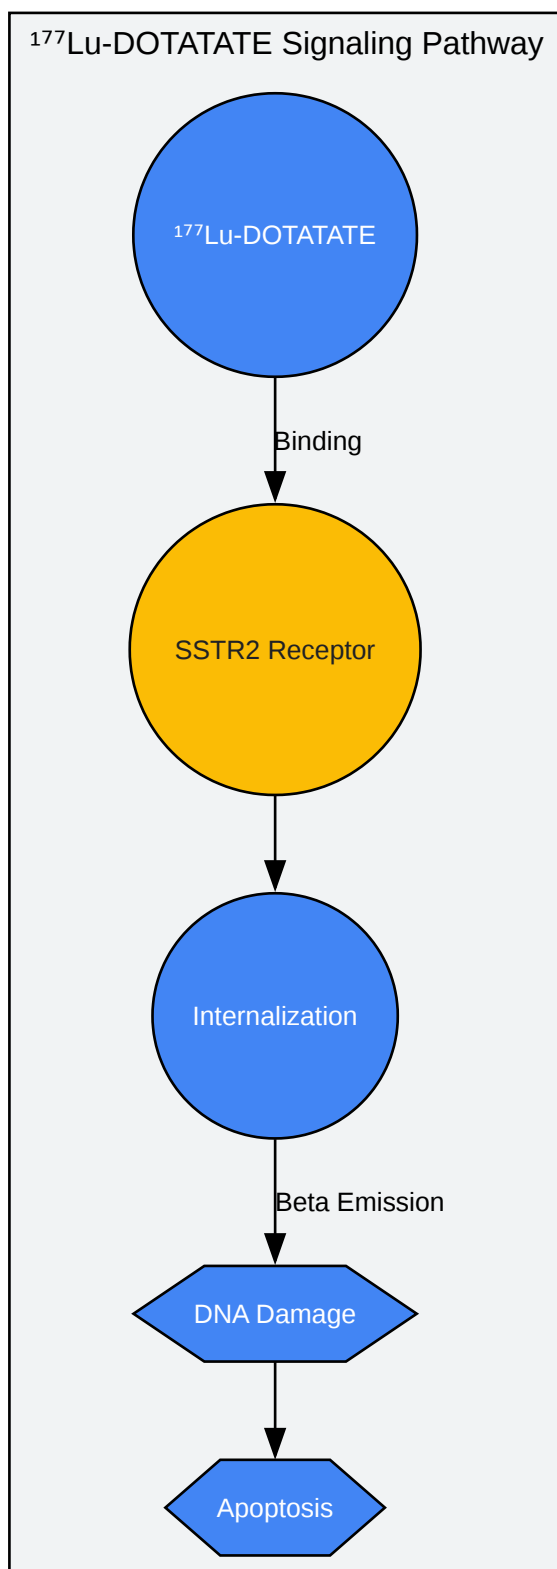 ¹⁷⁷Lu-DOTATATE Signaling Pathway
¹⁷⁷Lu-DOTATATE
Binding
SSTR2 Receptor
Internalization
Beta Emission
DNA Damage
Apoptosis